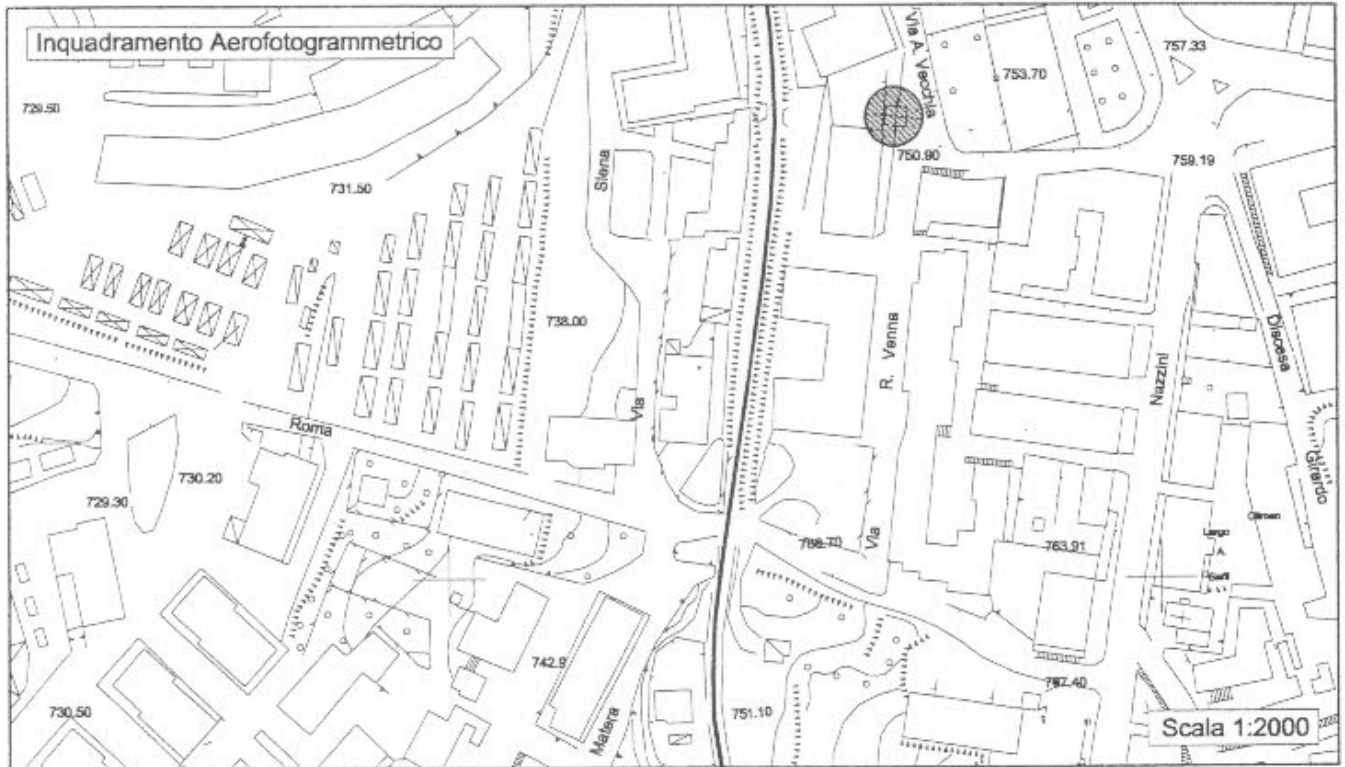 Inquadramento Aerofotogrammetrico
Via A. Vecchia
757.33
753.70
729.50
750.90
759.19
731.50
Siena
738.00
Discesa
R. Venna
Nazzini
Via
Roma
730.20
729.30
Girardo
Largo
A.
Via
763.91
742.9
767.40
730.50
751.10
Matera
Scala 1:2000